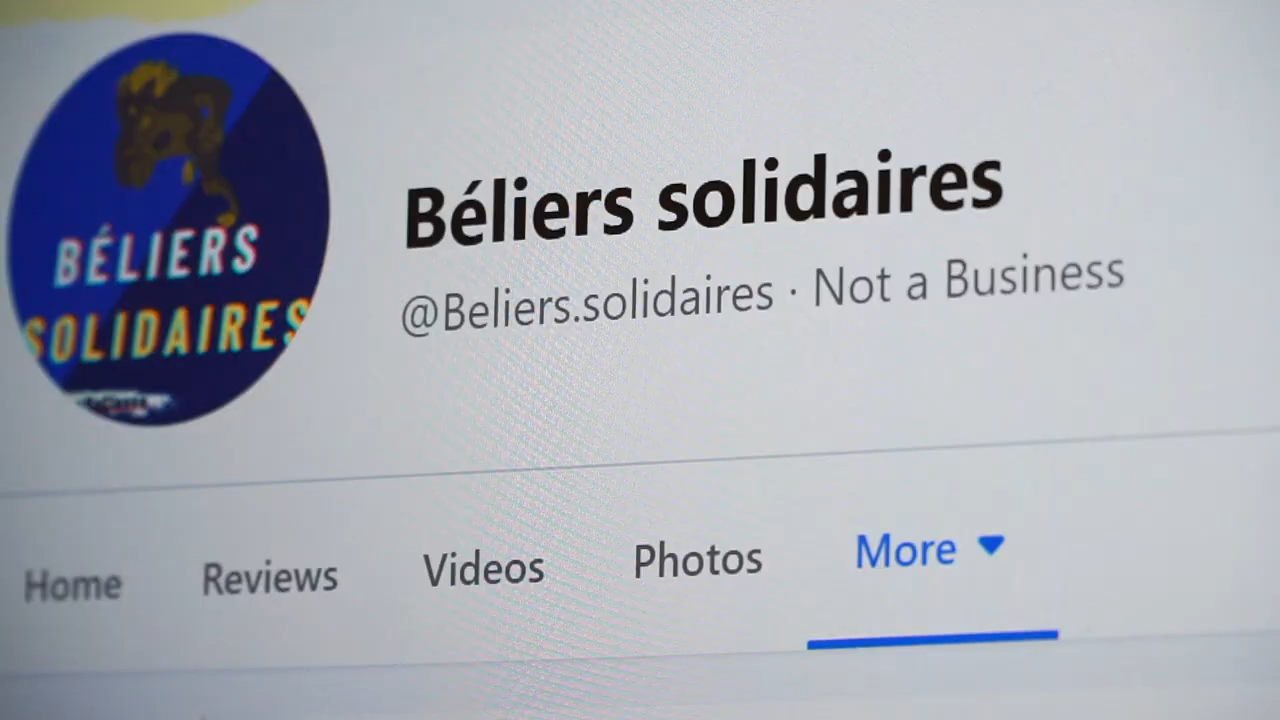 BÉLIERS
SOLIDAIRES
Béliers solidaires
@Beliers.solidaires · Not a Business
Home Reviews Videos Photos More